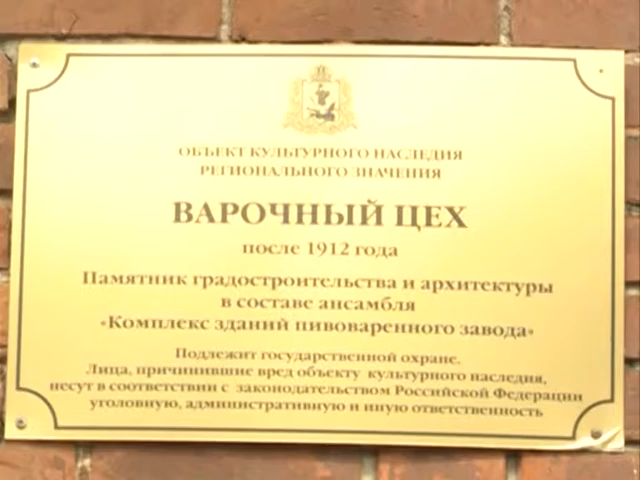 ОБЪЕКТ КУЛЬТУРНОГО НАСЛЕДИЯ
РЕГИОНАЛЬНОГО ЗНАЧЕНИЯ
ВАРОЧНЫЙ ЦЕХ
после 1912 года
Памятник градостроительства и архитектуры
в составе ансамбля
«Комплекс зданий пивоваренного завода»
Подлежит государственной охране.
Лица, причинившие вред объекту культурного наследия,
несут в соответствии с законодательством Российской Федерации
уголовную, административную и иную ответственность